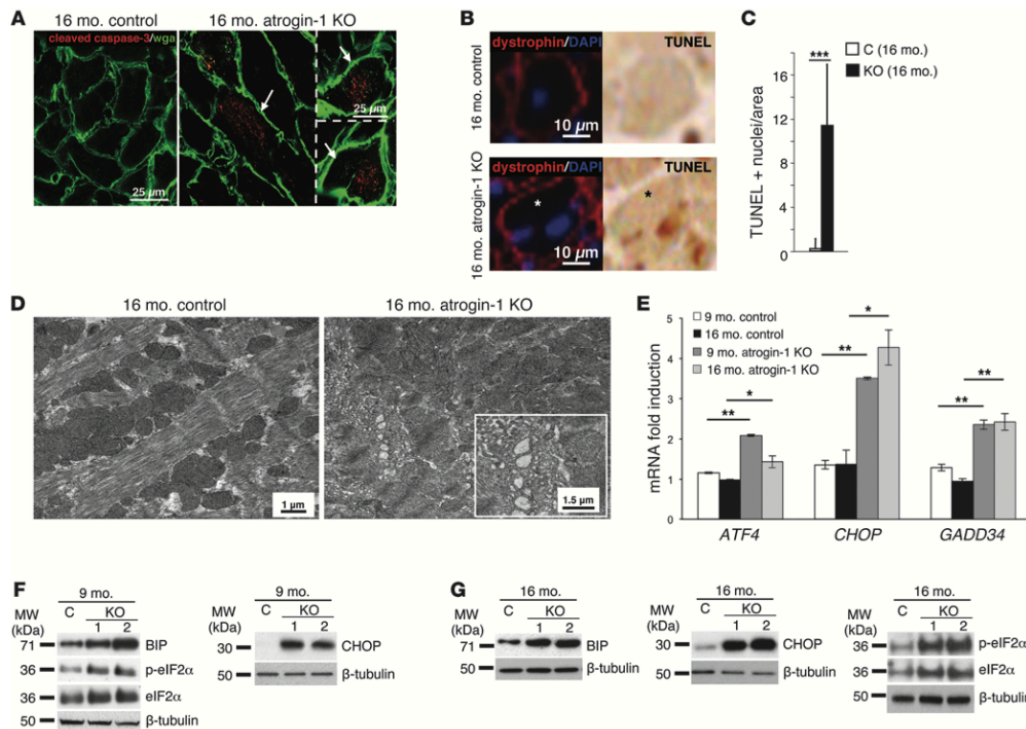 A
16 mo. control
16 mo. atrogin-1 KO
cleaved caspase-3/wga
25 µm
25 µm
B
16 mo. control
dystrophin/DAPI
TUNEL
10 µm
16 mo. atrogin-1 KO
dystrophin/DAPI
TUNEL
*
*
10 µm
C
C (16 mo.)
KO (16 mo.)
***
TUNEL + nuclei/area
16
12
8
4
0
D
16 mo. control
16 mo. atrogin-1 KO
1 µm
1.5 µm
E
9 mo. control
16 mo. control
9 mo. atrogin-1 KO
16 mo. atrogin-1 KO
mRNA fold induction
5
4
3
2
1
0
** *
** *
** **
ATF4 CHOP GADD34
F
9 mo.
MW (kDa)
C KO
1 2
71 BIP
36 p-eIF2α
36 eIF2α
50 β-tubulin
9 mo.
MW (kDa)
C KO
1 2
30 CHOP
50 β-tubulin
G
16 mo.
MW (kDa)
C KO
1 2
71 BIP
50 β-tubulin
16 mo.
MW (kDa)
C KO
1 2
30 CHOP
50 β-tubulin
16 mo.
MW (kDa)
C KO
1 2
36 p-eIF2α
36 eIF2α
50 β-tubulin